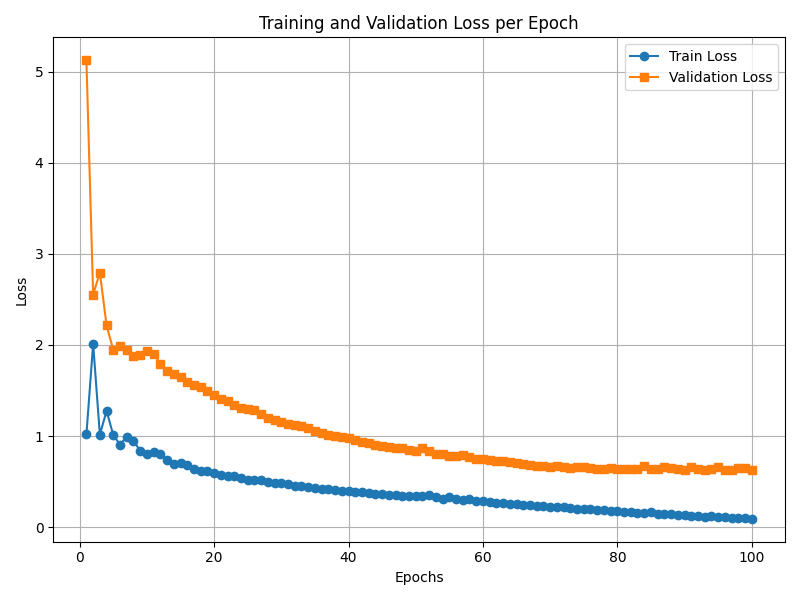 Training and Validation Loss per Epoch
Train Loss
Validation Loss
5
4
3
2
1
0
Loss
0 20 40 60 80 100
Epochs